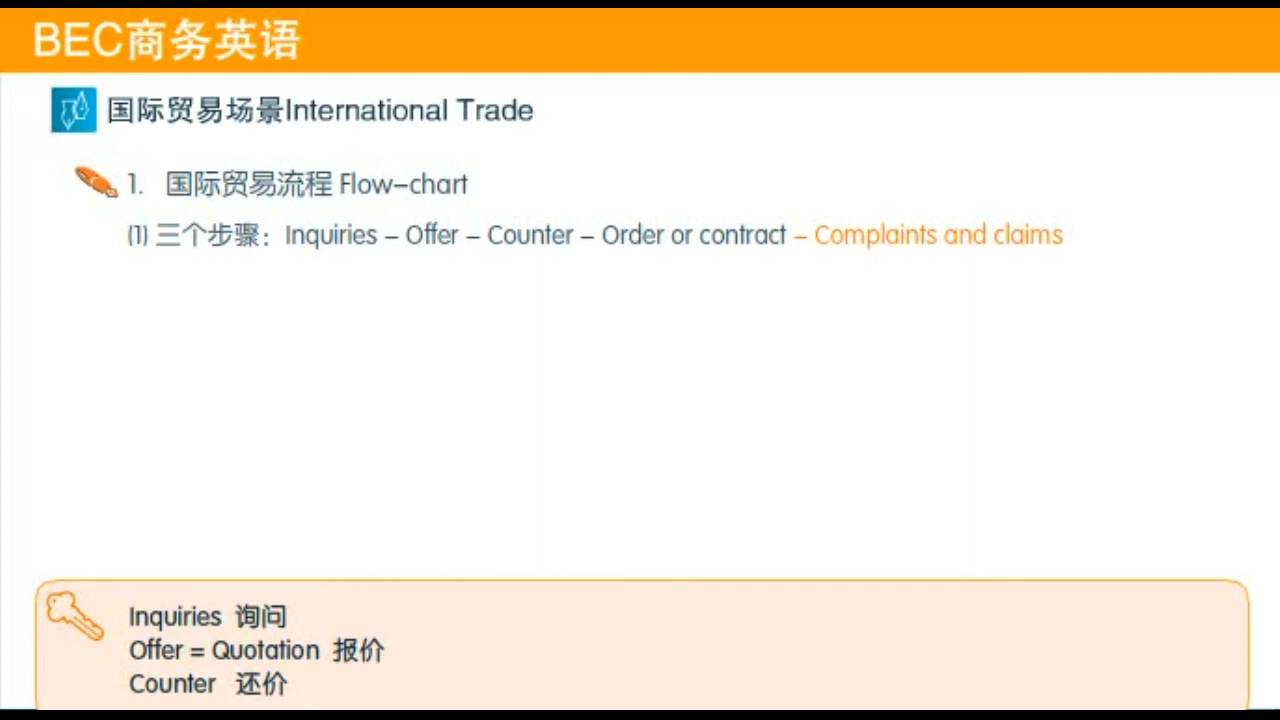 BEC商务英语
国际贸易场景International Trade
1. 国际贸易流程 Flow-chart
(1) 三个步骤：Inquiries – Offer – Counter – Order or contract – Complaints and claims
Inquiries 询问
Offer = Quotation 报价
Counter 还价